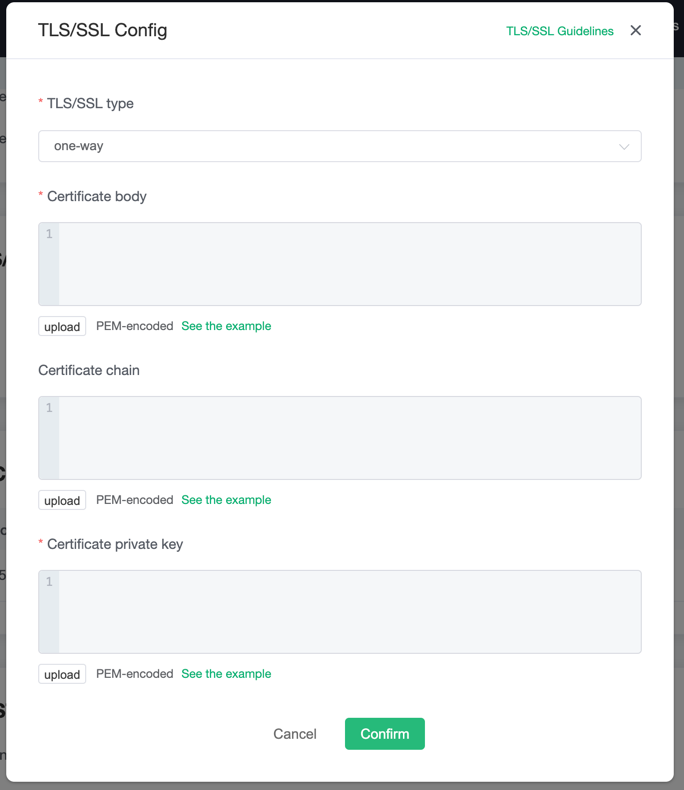 TLS/SSL Config
TLS/SSL Guidelines
* TLS/SSL type
one-way
* Certificate body
1
upload PEM-encoded See the example
Certificate chain
1
upload PEM-encoded See the example
* Certificate private key
1
upload PEM-encoded See the example
Cancel Confirm